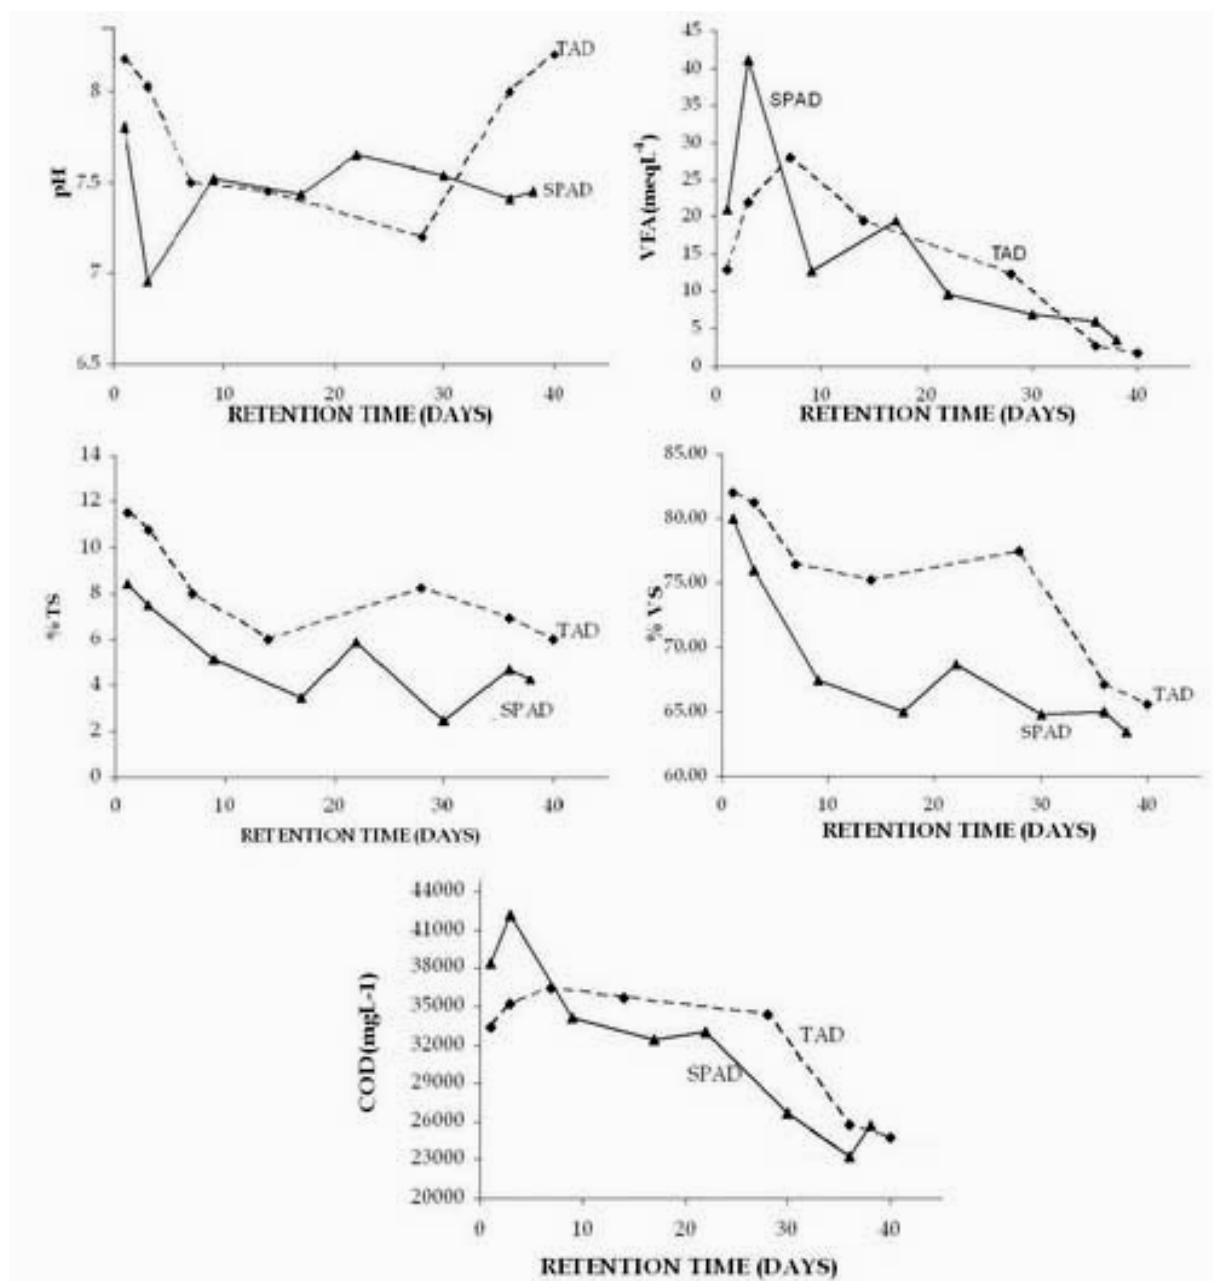 TAD
8
7.5
7
6.5
pH
SPAD
0 10 20 30 40
RETENTION TIME (DAYS)
45
40
35
30
25
20
15
10
5
0
VFA(meqL-1)
SPAD
TAD
0 10 20 30 40
RETENTION TIME (DAYS)
14
12
10
8
6
4
2
0
% TS
TAD
SPAD
0 10 20 30 40
RETENTION TIME (DAYS)
85.00
80.00
75.00
70.00
65.00
60.00
% VS
TAD
SPAD
0 10 20 30 40
RETENTION TIME (DAYS)
44000
41000
38000
35000
32000
29000
26000
23000
20000
COD(mgL-1)
TAD
SPAD
0 10 20 30 40
RETENTION TIME (DAYS)